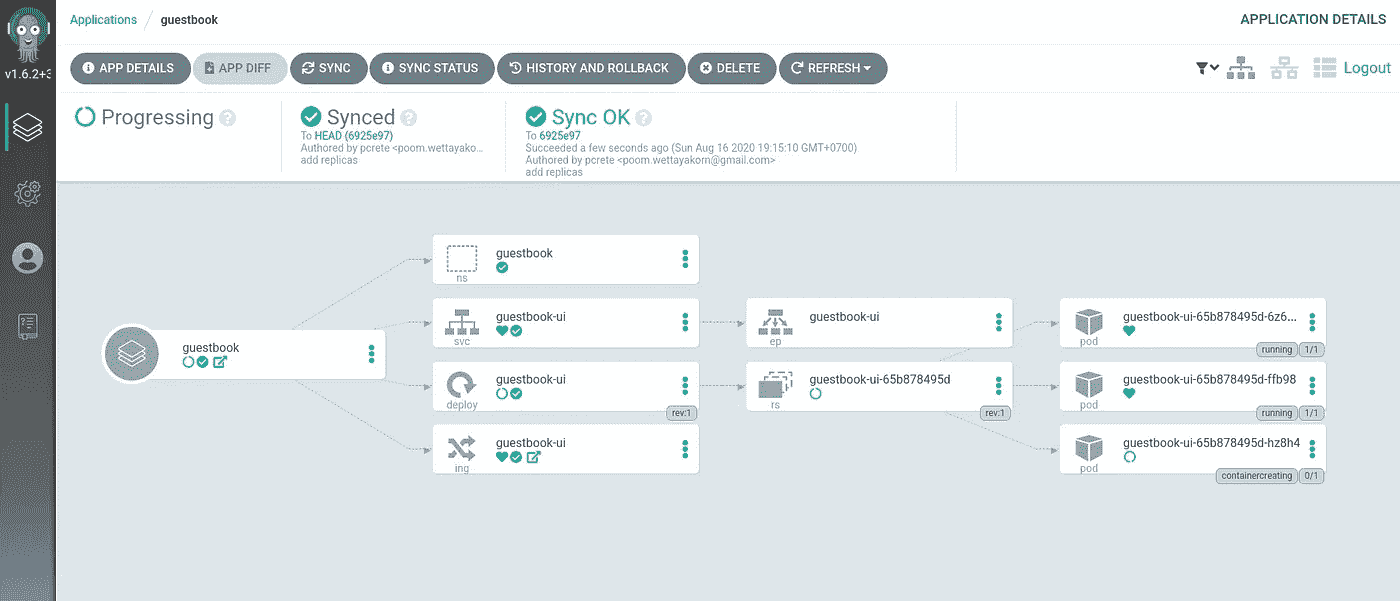 Applications / guestbook
APPLICATION DETAILS
v1.6.2+3
APP DETAILS
APP DIFF
SYNC
SYNC STATUS
HISTORY AND ROLLBACK
DELETE
REFRESH
Logout
Progressing ?
Synced ?
To HEAD (6925e97)
Authored by pcrete <poom.wettayako...
add replicas
Sync OK ?
To 6925e97
Succeeded a few seconds ago (Sun Aug 16 2020 19:15:10 GMT+0700)
Authored by pcrete <poom.wettayakorn@gmail.com>
add replicas
guestbook
guestbook
ns
guestbook-ui
svc
guestbook-ui
deploy
rev:1
guestbook-ui
ing
guestbook-ui
ep
guestbook-ui-65b878495d
rs
rev:1
guestbook-ui-65b878495d-6z6...
pod
running 1/1
guestbook-ui-65b878495d-ffb98
pod
running 1/1
guestbook-ui-65b878495d-hz8h4
pod
containercreating 0/1